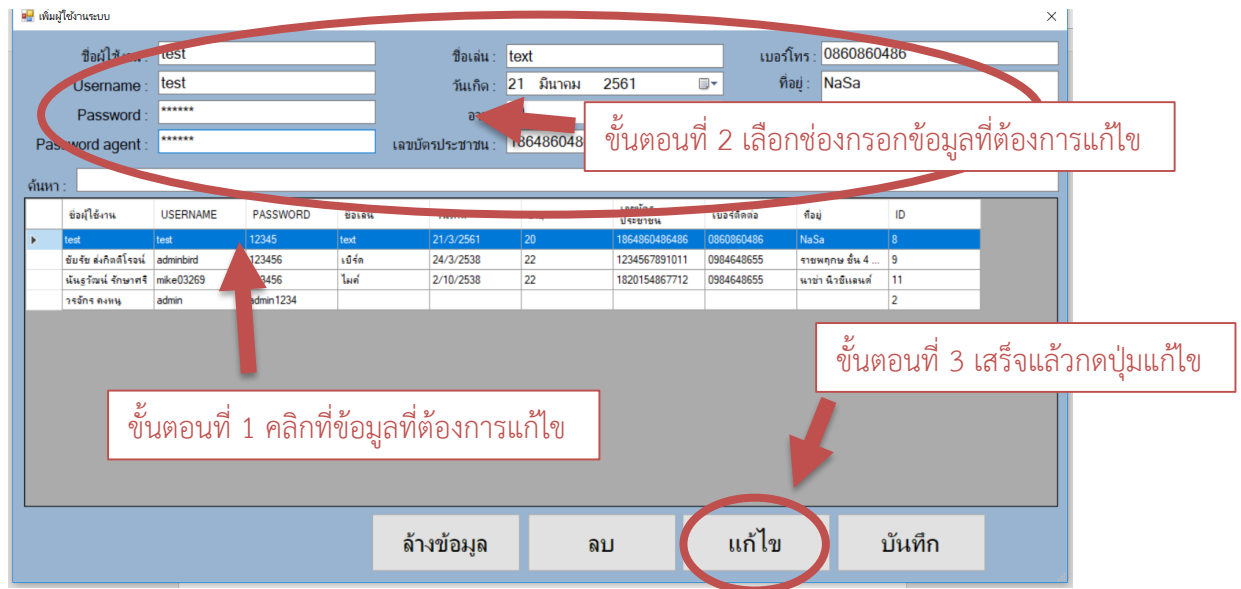 เพิ่มผู้ใช้งานระบบ
ชื่อผู้ใช้งาน : test
ชื่อเล่น : text
เบอร์โทร : 0860860486
Username : test
วันเกิด : 21 มีนาคม 2561
ที่อยู่ : NaSa
Password : ******
ขั้นตอนที่ 2 เลือกช่องกรอกข้อมูลที่ต้องการแก้ไข
Password agent : ******
เลขบัตรประชาชน :
ค้นหา :
ชื่อผู้ใช้งาน USERNAME PASSWORD ชื่อเล่น เลขบัตรประชาชน เบอร์ติดต่อ ที่อยู่ ID
test test 12345 text 21/3/2561 20 1864860486486 0860860486 NaSa 8
ชัยรัช ส่งกิตติโรจน์ adminbird 123456 เบิร์ด 24/3/2538 22 1234567891011 0984648655 ราชพฤกษ ชั้น 4 ... 9
รักษาศรี mike03269 123456 ไมค์ 2/10/2538 22 1820154867712 0984648655 นาซ่า นิวซีแลนด์ 11
วรจักร admin admin1234 2
ขั้นตอนที่ 3 เสร็จแล้วกดปุ่มแก้ไข
ขั้นตอนที่ 1 คลิกที่ข้อมูลที่ต้องการแก้ไข
ล้างข้อมูล ลบ แก้ไข บันทึก